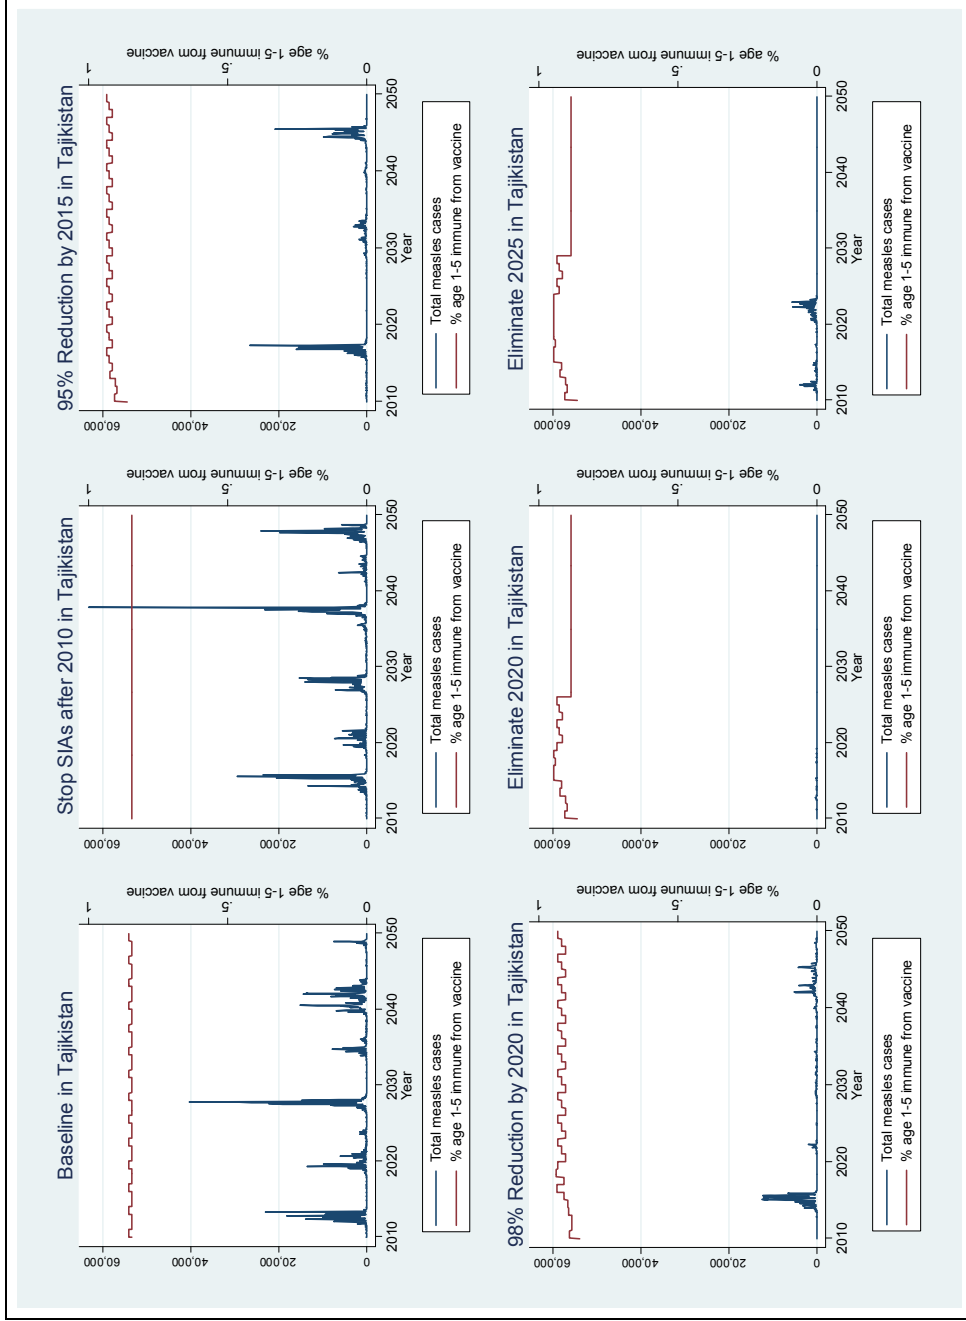 Baseline in Tajikistan
0
20,000
40,000
60,000
0
.5
1
% age 1-5 immune from vaccine
2010
2020
2030
2040
2050
Year
Total measles cases
% age 1-5 immune from vaccine
Stop SIAs after 2010 in Tajikistan
0
20,000
40,000
60,000
0
.5
1
% age 1-5 immune from vaccine
2010
2020
2030
2040
2050
Year
Total measles cases
% age 1-5 immune from vaccine
95% Reduction by 2015 in Tajikistan
0
20,000
40,000
60,000
0
.5
1
% age 1-5 immune from vaccine
2010
2020
2030
2040
2050
Year
Total measles cases
% age 1-5 immune from vaccine
98% Reduction by 2020 in Tajikistan
0
20,000
40,000
60,000
0
.5
1
% age 1-5 immune from vaccine
2010
2020
2030
2040
2050
Year
Total measles cases
% age 1-5 immune from vaccine
Eliminate 2020 in Tajikistan
0
20,000
40,000
60,000
0
.5
1
% age 1-5 immune from vaccine
2010
2020
2030
2040
2050
Year
Total measles cases
% age 1-5 immune from vaccine
Eliminate 2025 in Tajikistan
0
20,000
40,000
60,000
0
.5
1
% age 1-5 immune from vaccine
2010
2020
2030
2040
2050
Year
Total measles cases
% age 1-5 immune from vaccine